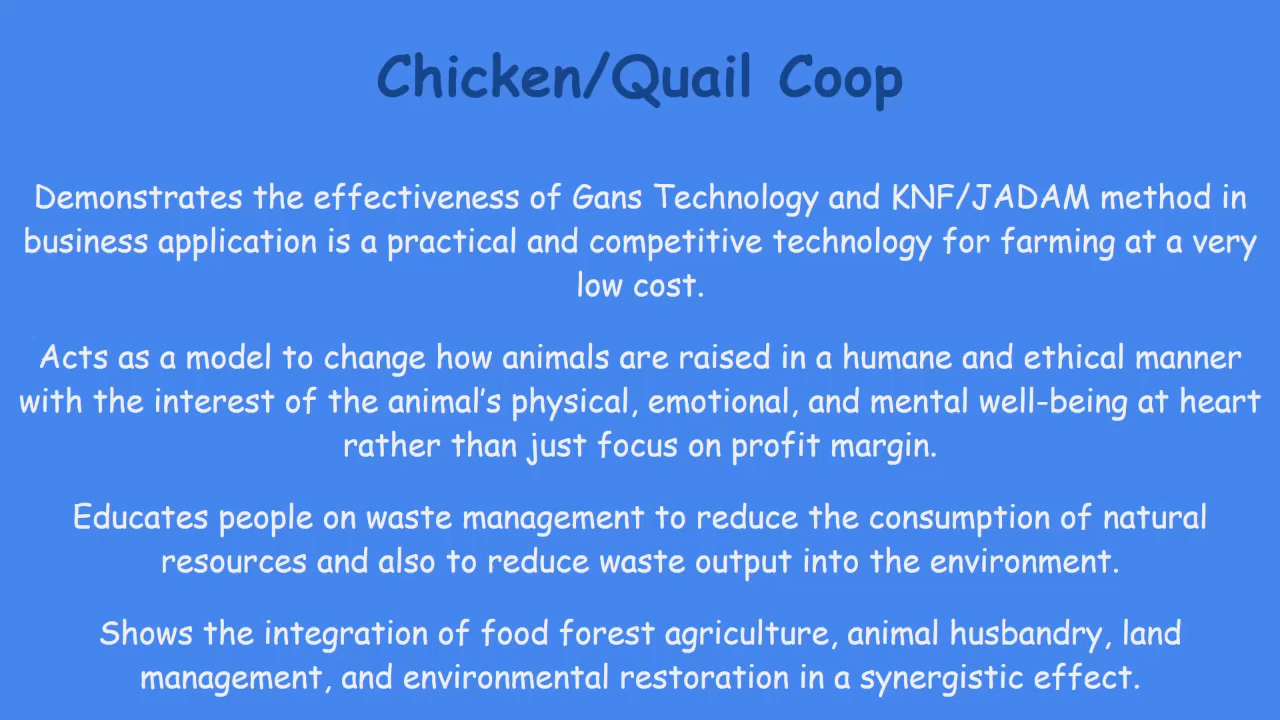 Chicken/Quail Coop
Demonstrates the effectiveness of Gans Technology and KNF/JADAM method in
business application is a practical and competitive technology for farming at a very
low cost.
Acts as a model to change how animals are raised in a humane and ethical manner
with the interest of the animal’s physical, emotional, and mental well-being at heart
rather than just focus on profit margin.
Educates people on waste management to reduce the consumption of natural
resources and also to reduce waste output into the environment.
Shows the integration of food forest agriculture, animal husbandry, land
management, and environmental restoration in a synergistic effect.